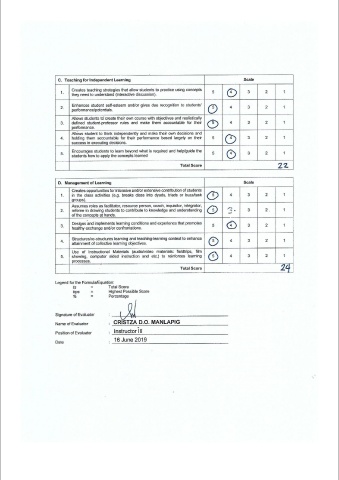 C. Teaching for Independent Learning Scale
1. Creates teaching strategies that allow students to practice using concepts 5 4 3 2 1
they need to understand (interactive discussion).
2. Enhances student self-esteem and/or gives due recognition to students' 5 4 3 2 1
performance/potentials.
3. Allows students to create their own course with objectives and realistically 5 4 3 2 1
defined student-professor rules and make them accountable for their
performance.
4. Allows student to think independently and make their own decisions and 5 4 3 2 1
holding them accountable for their performance based largely on their
success in executing decisions.
5. Encourages students to learn beyond what is required and help/guide the 5 4 3 2 1
students how to apply the concepts learned
Total Score 22
D. Management of Learning Scale
1. Creates opportunities for intensive and/or extensive contribution of students 5 4 3 2 1
in the class activities (e.g. breaks class into dyads, triads or buzz/task
groups).
2. Assumes roles as facilitator, resource person, coach, inquisitor, integrator, 5 3 2 1
referee in drawing students to contribute to knowledge and understanding
of the concepts at hands.
3. Designs and implements learning conditions and experience that promotes 5 4 3 2 1
healthy exchange and/or confrontations.
4. Structures/re-structures learning and teaching-learning context to enhance 5 4 3 2 1
attainment of collective learning objectives.
5. Use of Instructional Materials (audio/video materials, fieldtrips, film 5 4 3 2 1
showing, computer aided instruction and etc.) to reinforces learning
processes.
Total Score 24
Legend for the Formula/Equation
ts = Total Score
hps = Highest Possible Score
% = Percentage
Signature of Evaluator :
Name of Evaluator : CRISTZA D.O. MANLAPIG
Position of Evaluator : Instructor III
Date : 16 June 2019